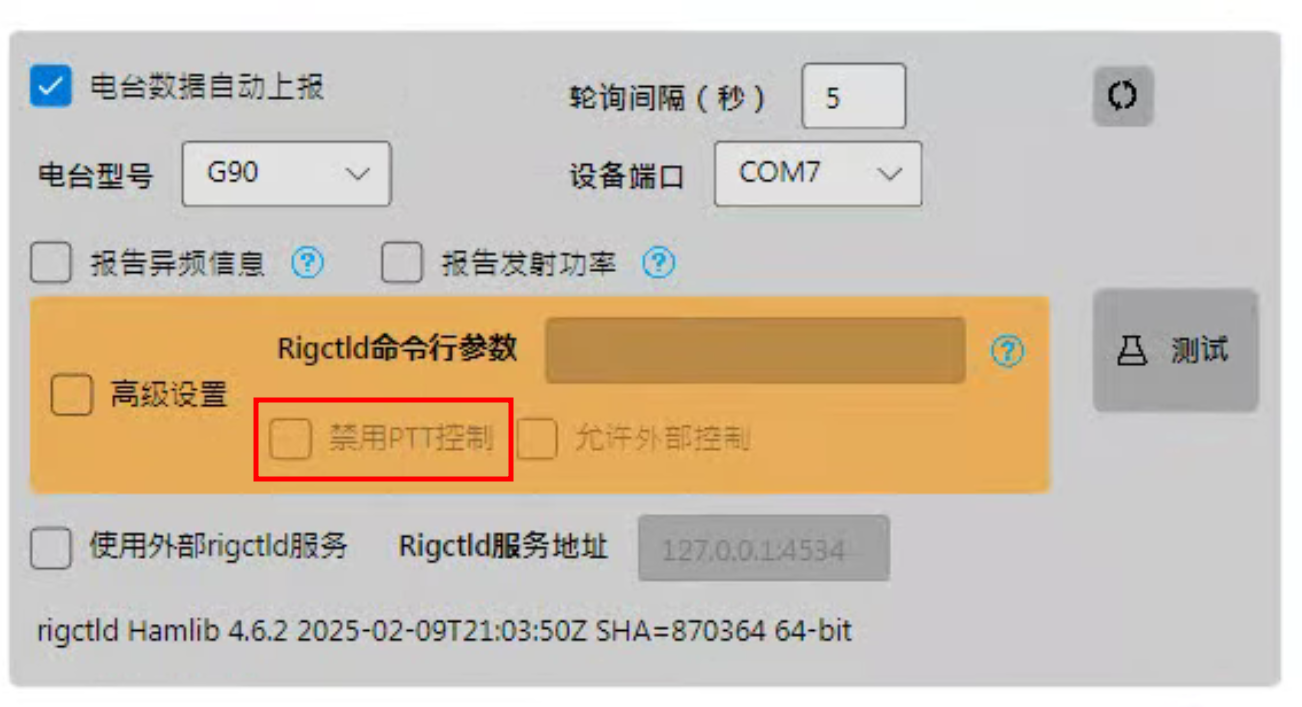 电台数据自动上报 轮询间隔（秒） 5
电台型号 G90 设备端口 COM7
报告异频信息 ? 报告发射功率 ?
Rigctld命令行参数 ? 测试
高级设置
禁用PTT控制 允许外部控制
使用外部rigctld服务 Rigctld服务地址 127.0.0.1:4534
rigctld Hamlib 4.6.2 2025-02-09T21:03:50Z SHA=870364 64-bit